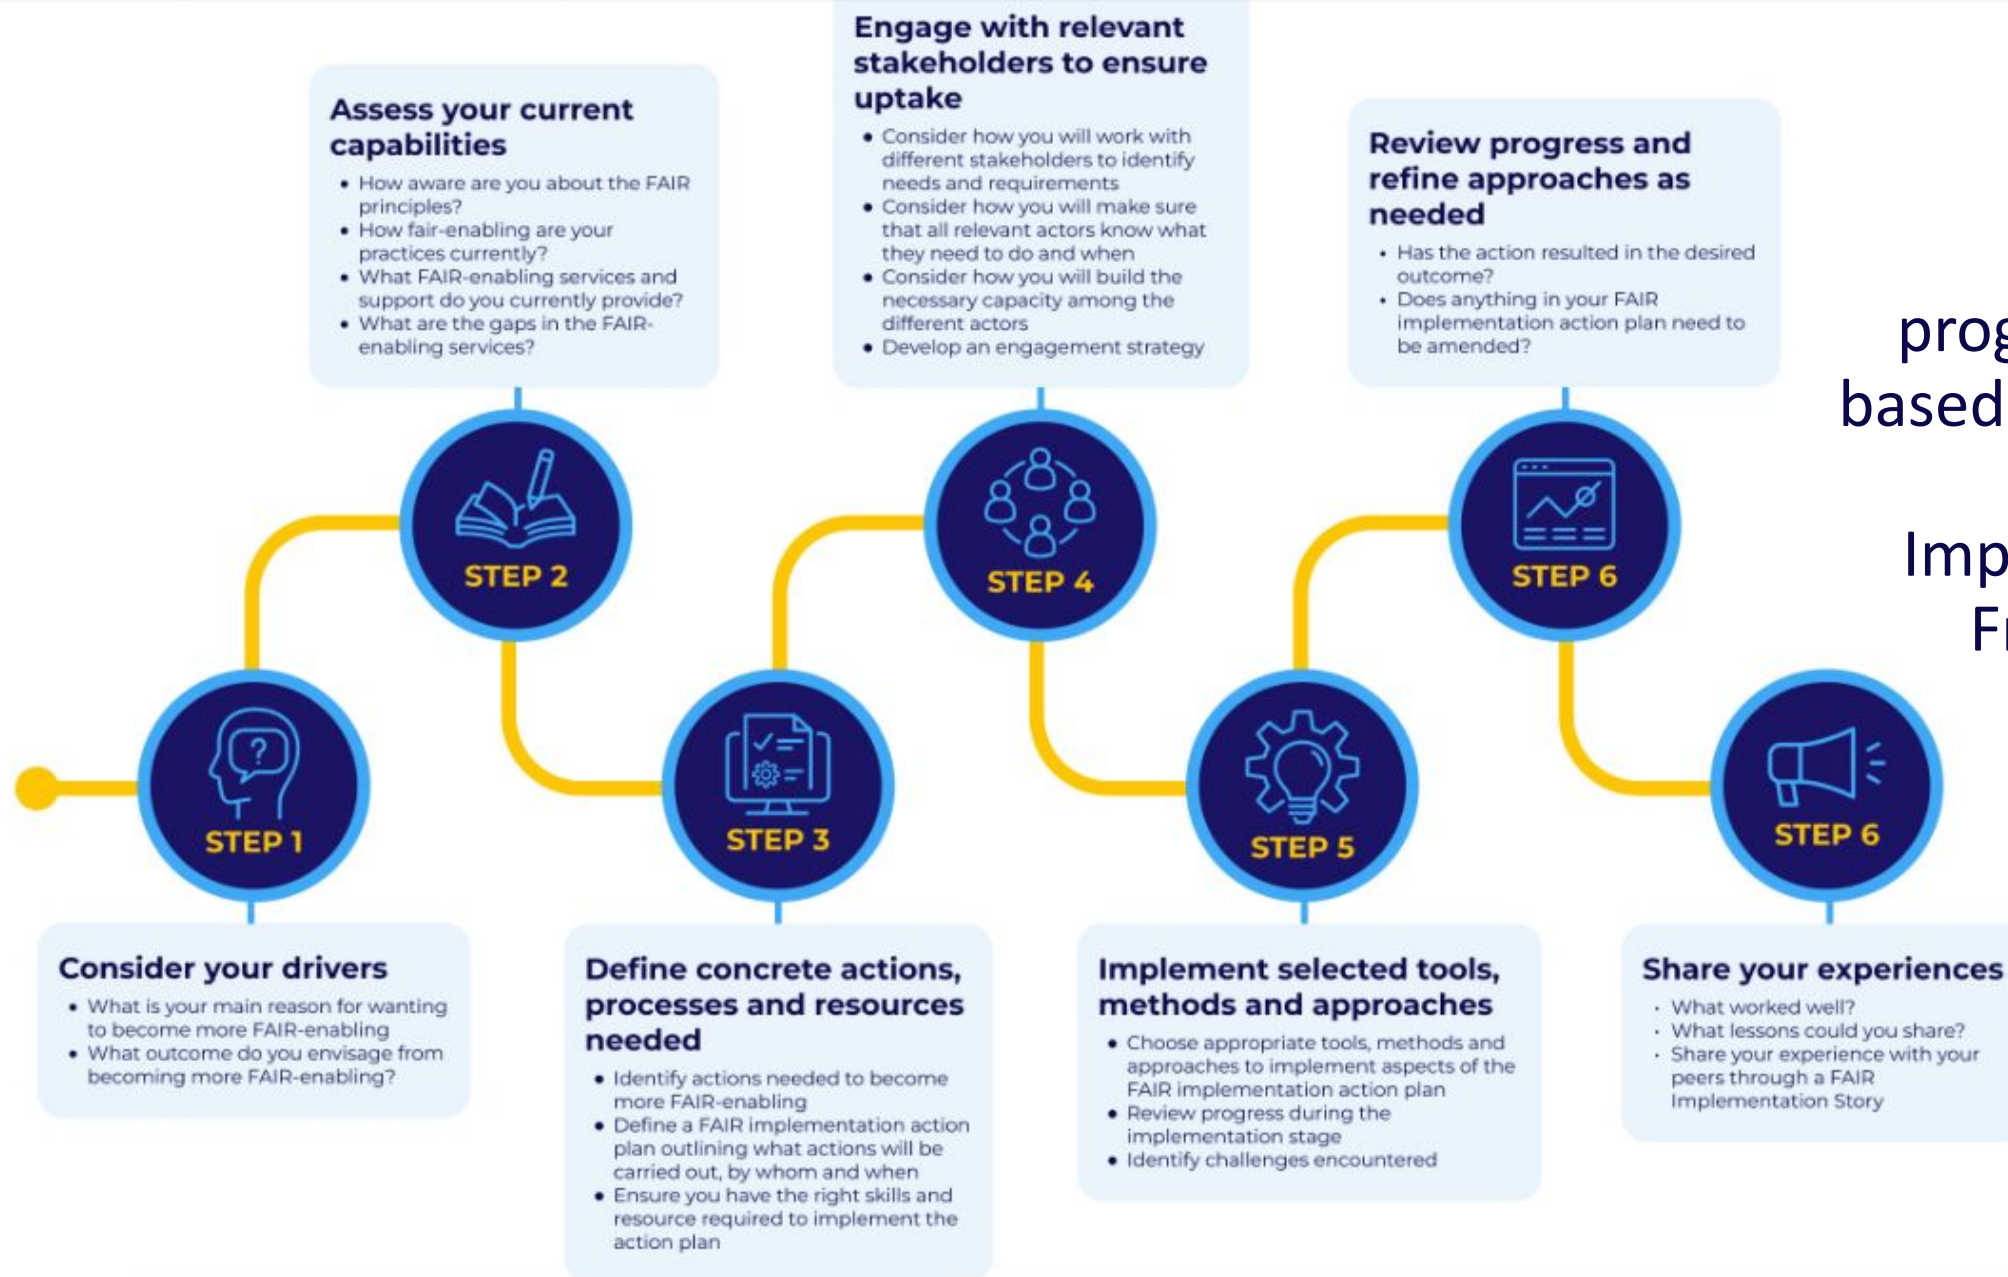 Engage with relevant
stakeholders to ensure
uptake
• Consider how you will work with
different stakeholders to identify
needs and requirements
• Consider how you will make sure
that all relevant actors know what
they need to do and when
• Consider how you will build the
necessary capacity among the
different actors
• Develop an engagement strategy
Assess your current
capabilities
• How aware are you about the FAIR
principles?
• How fair-enabling are your
practices currently?
• What FAIR-enabling services and
support do you currently provide?
• What are the gaps in the FAIR-
enabling services?
Review progress and
refine approaches as
needed
• Has the action resulted in the desired
outcome?
• Does anything in your FAIR
implementation action plan need to
be amended?
prog
based
Imp
Fr
STEP 2
STEP 4
STEP 6
?
STEP 1
STEP 3
STEP 5
STEP 6
Consider your drivers
• What is your main reason for wanting
to become more FAIR-enabling
• What outcome do you envisage from
becoming more FAIR-enabling?
Define concrete actions,
processes and resources
needed
• Identify actions needed to become
more FAIR-enabling
• Define a FAIR implementation action
plan outlining what actions will be
carried out, by whom and when
• Ensure you have the right skills and
resource required to implement the
action plan
Implement selected tools,
methods and approaches
• Choose appropriate tools, methods and
approaches to implement aspects of the
FAIR implementation action plan
• Review progress during the
implementation stage
• Identify challenges encountered
Share your experiences
• What worked well?
• What lessons could you share?
• Share your experience with your
peers through a FAIR
Implementation Story